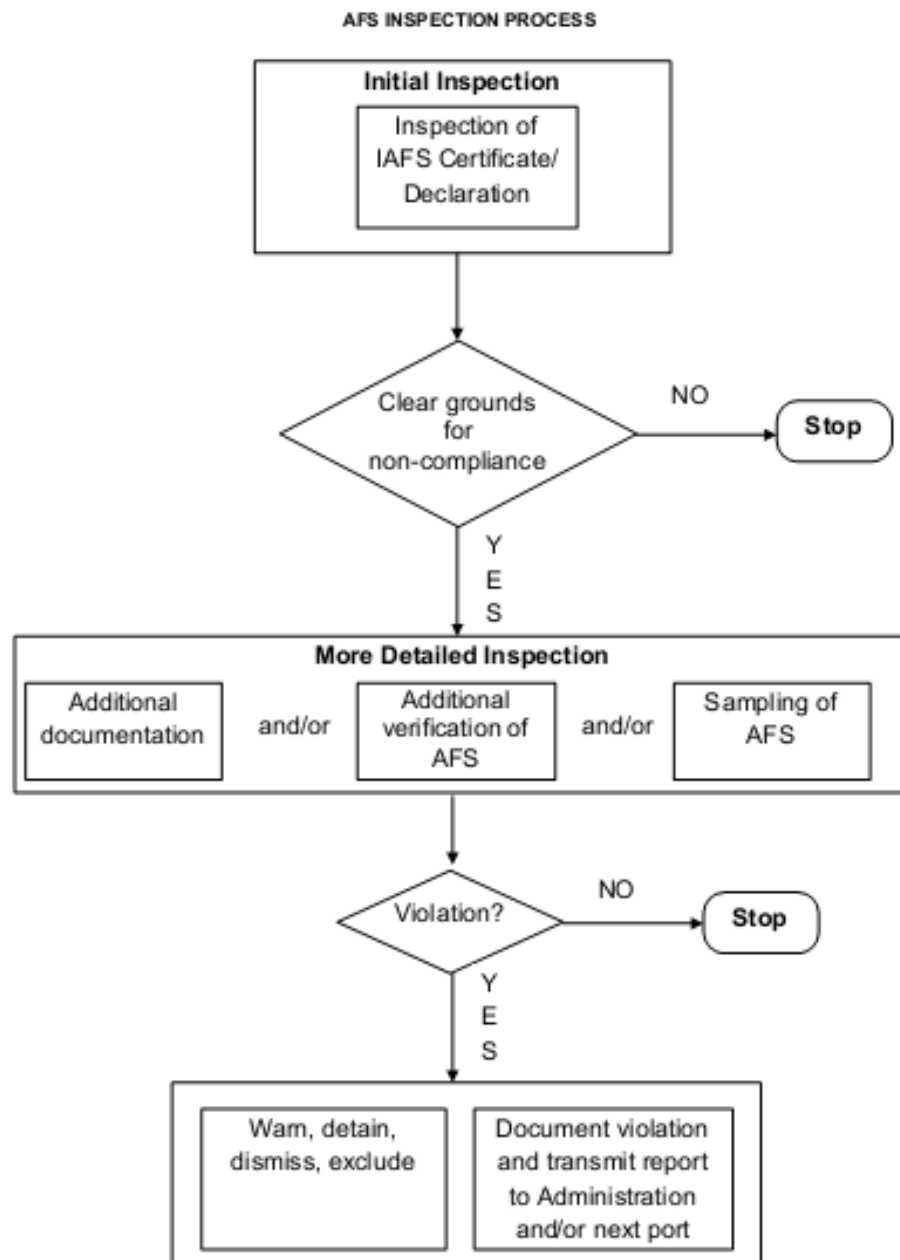 AFS INSPECTION PROCESS
Initial Inspection
Inspection of
IAFS Certificate/
Declaration
Clear grounds
for
non-compliance
NO
Stop
Y
E
S
More Detailed Inspection
Additional
documentation
and/or
Additional
verification of
AFS
and/or
Sampling of
AFS
Violation?
NO
Stop
Y
E
S
Warn, detain,
dismiss, exclude
Document violation
and transmit report
to Administration
and/or next port